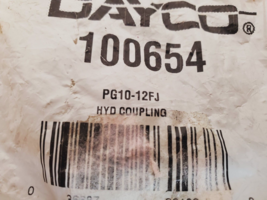 DAYCO®
100654
PG10-12FJ
HYD COUPLING